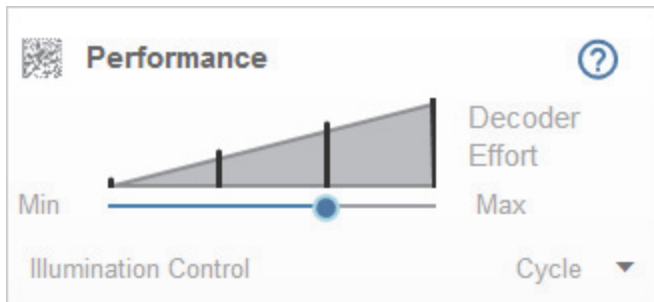 Performance
?
Decoder
Effort
Min
Max
Illumination Control Cycle